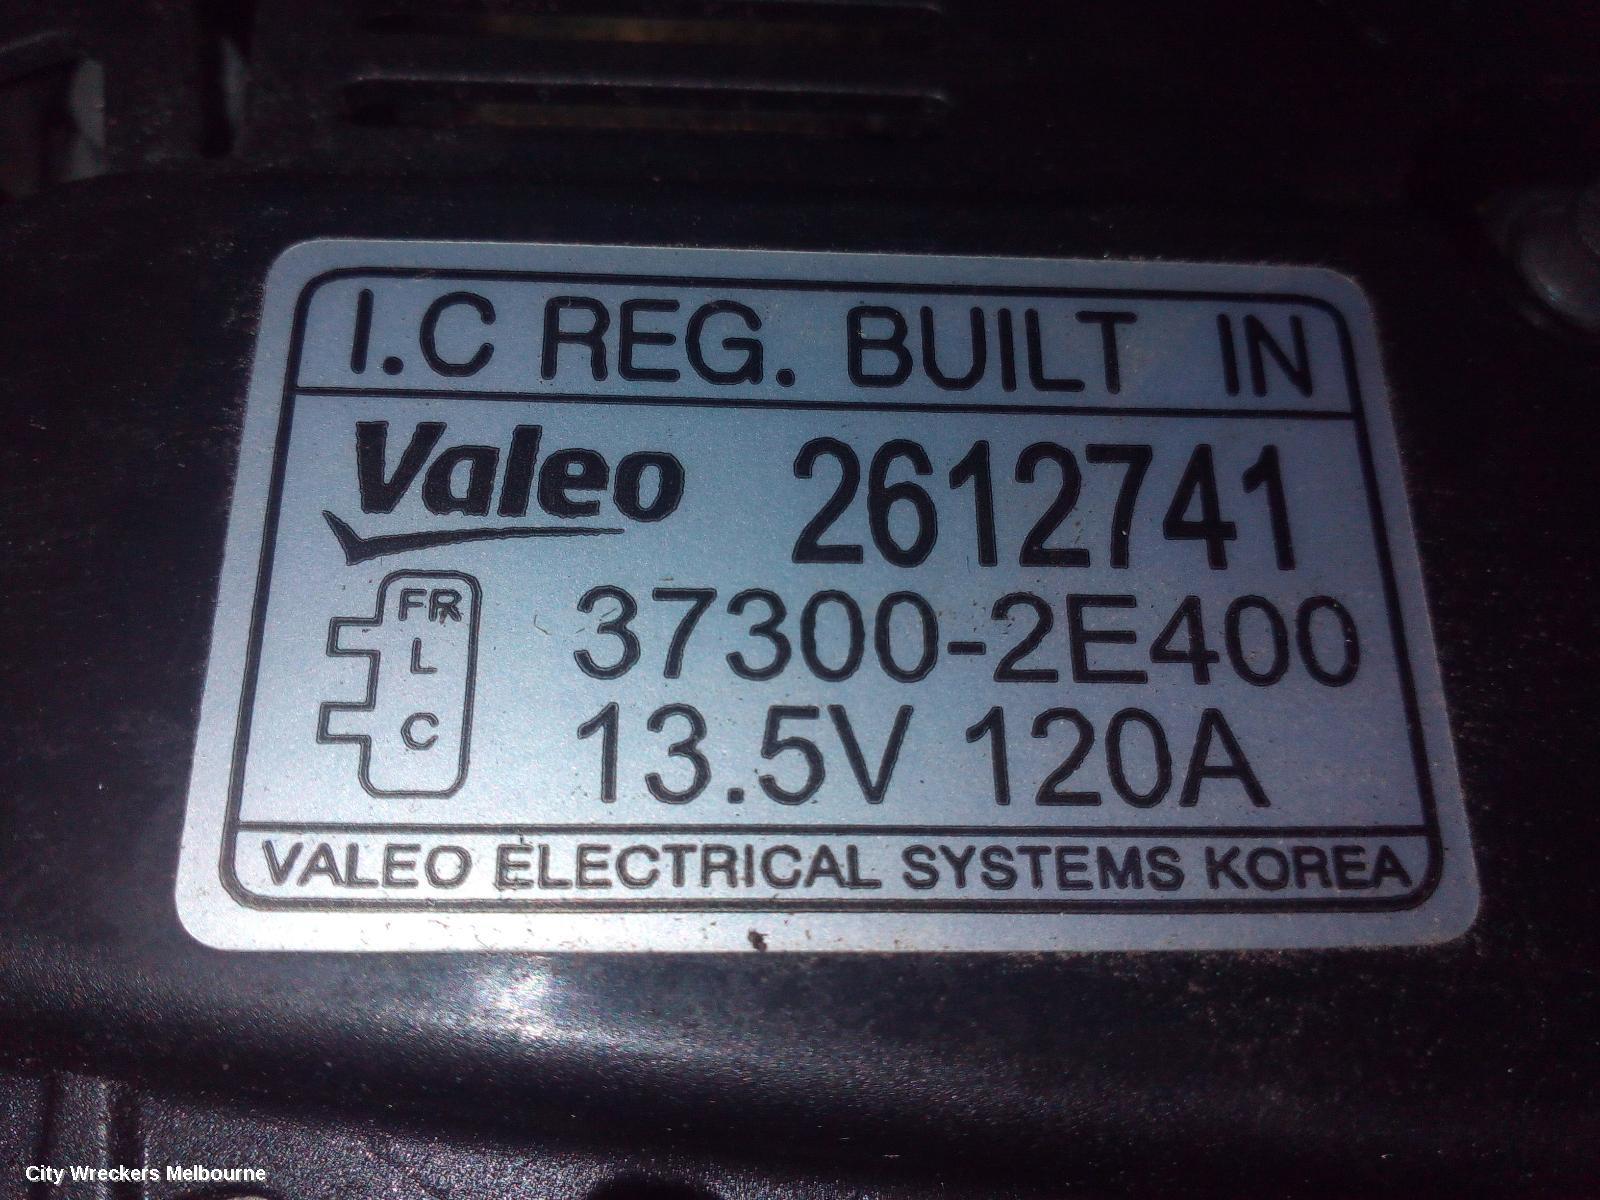 I.C REG. BUILT IN
Valeo 2612741
FR
L
C
37300-2E400
13.5V 120A
VALEO ELECTRICAL SYSTEMS KOREA
City Wreckers Melbourne